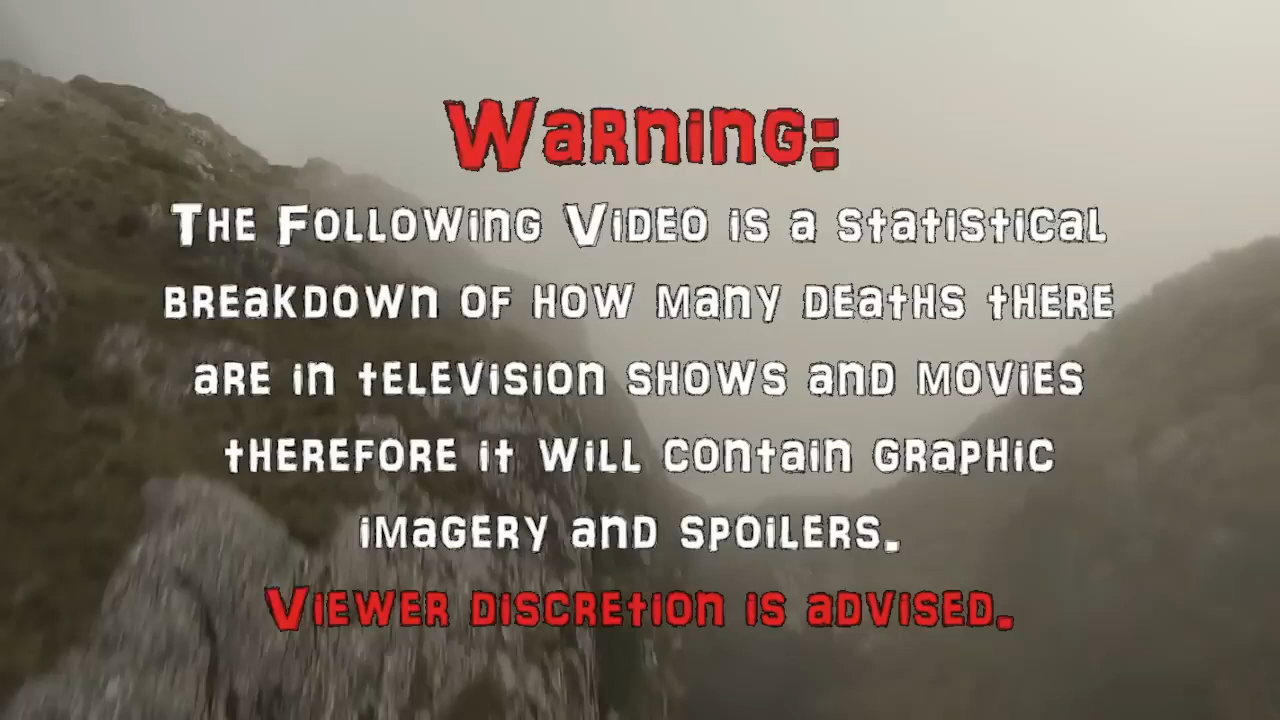 Warning:
The Following Video is a statistical
breakdown of how many deaths there
are in television shows and movies
therefore it will contain graphic
imagery and spoilers.
Viewer discretion is advised.